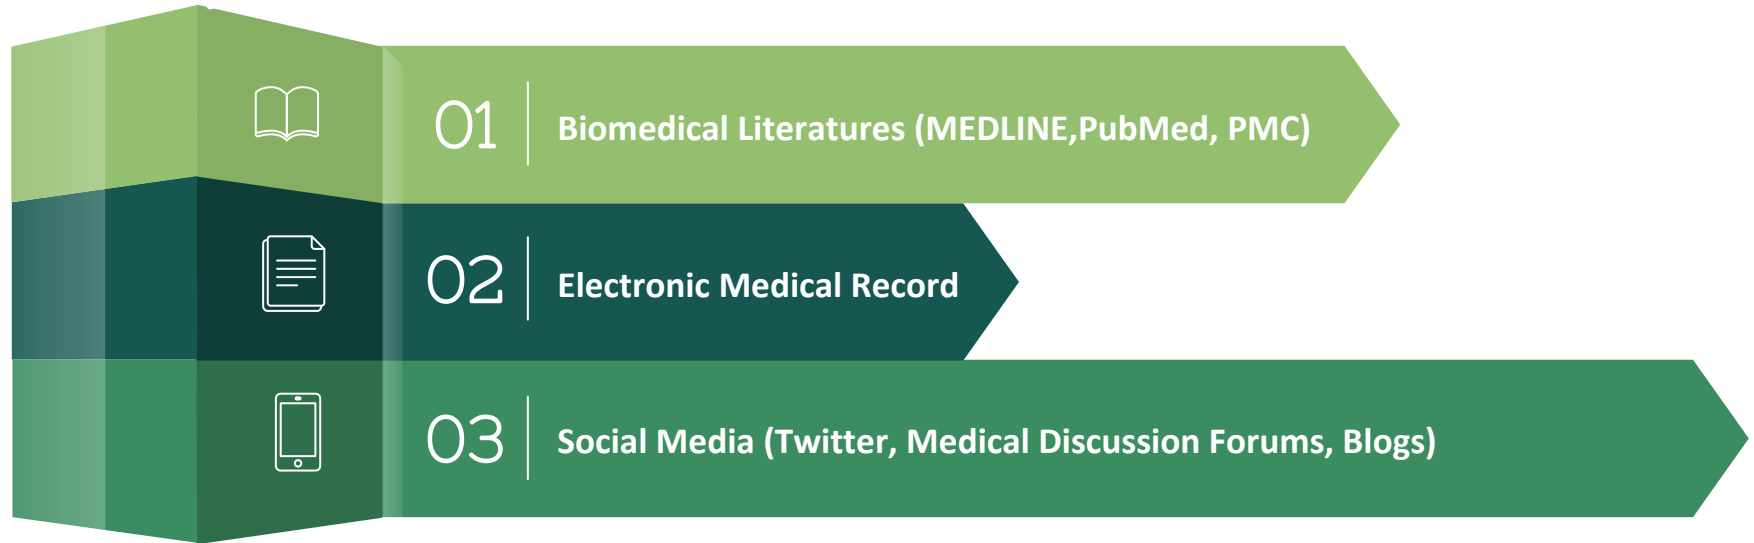 01 Biomedical Literatures (MEDLINE,PubMed, PMC)
02 Electronic Medical Record
03 Social Media (Twitter, Medical Discussion Forums, Blogs)